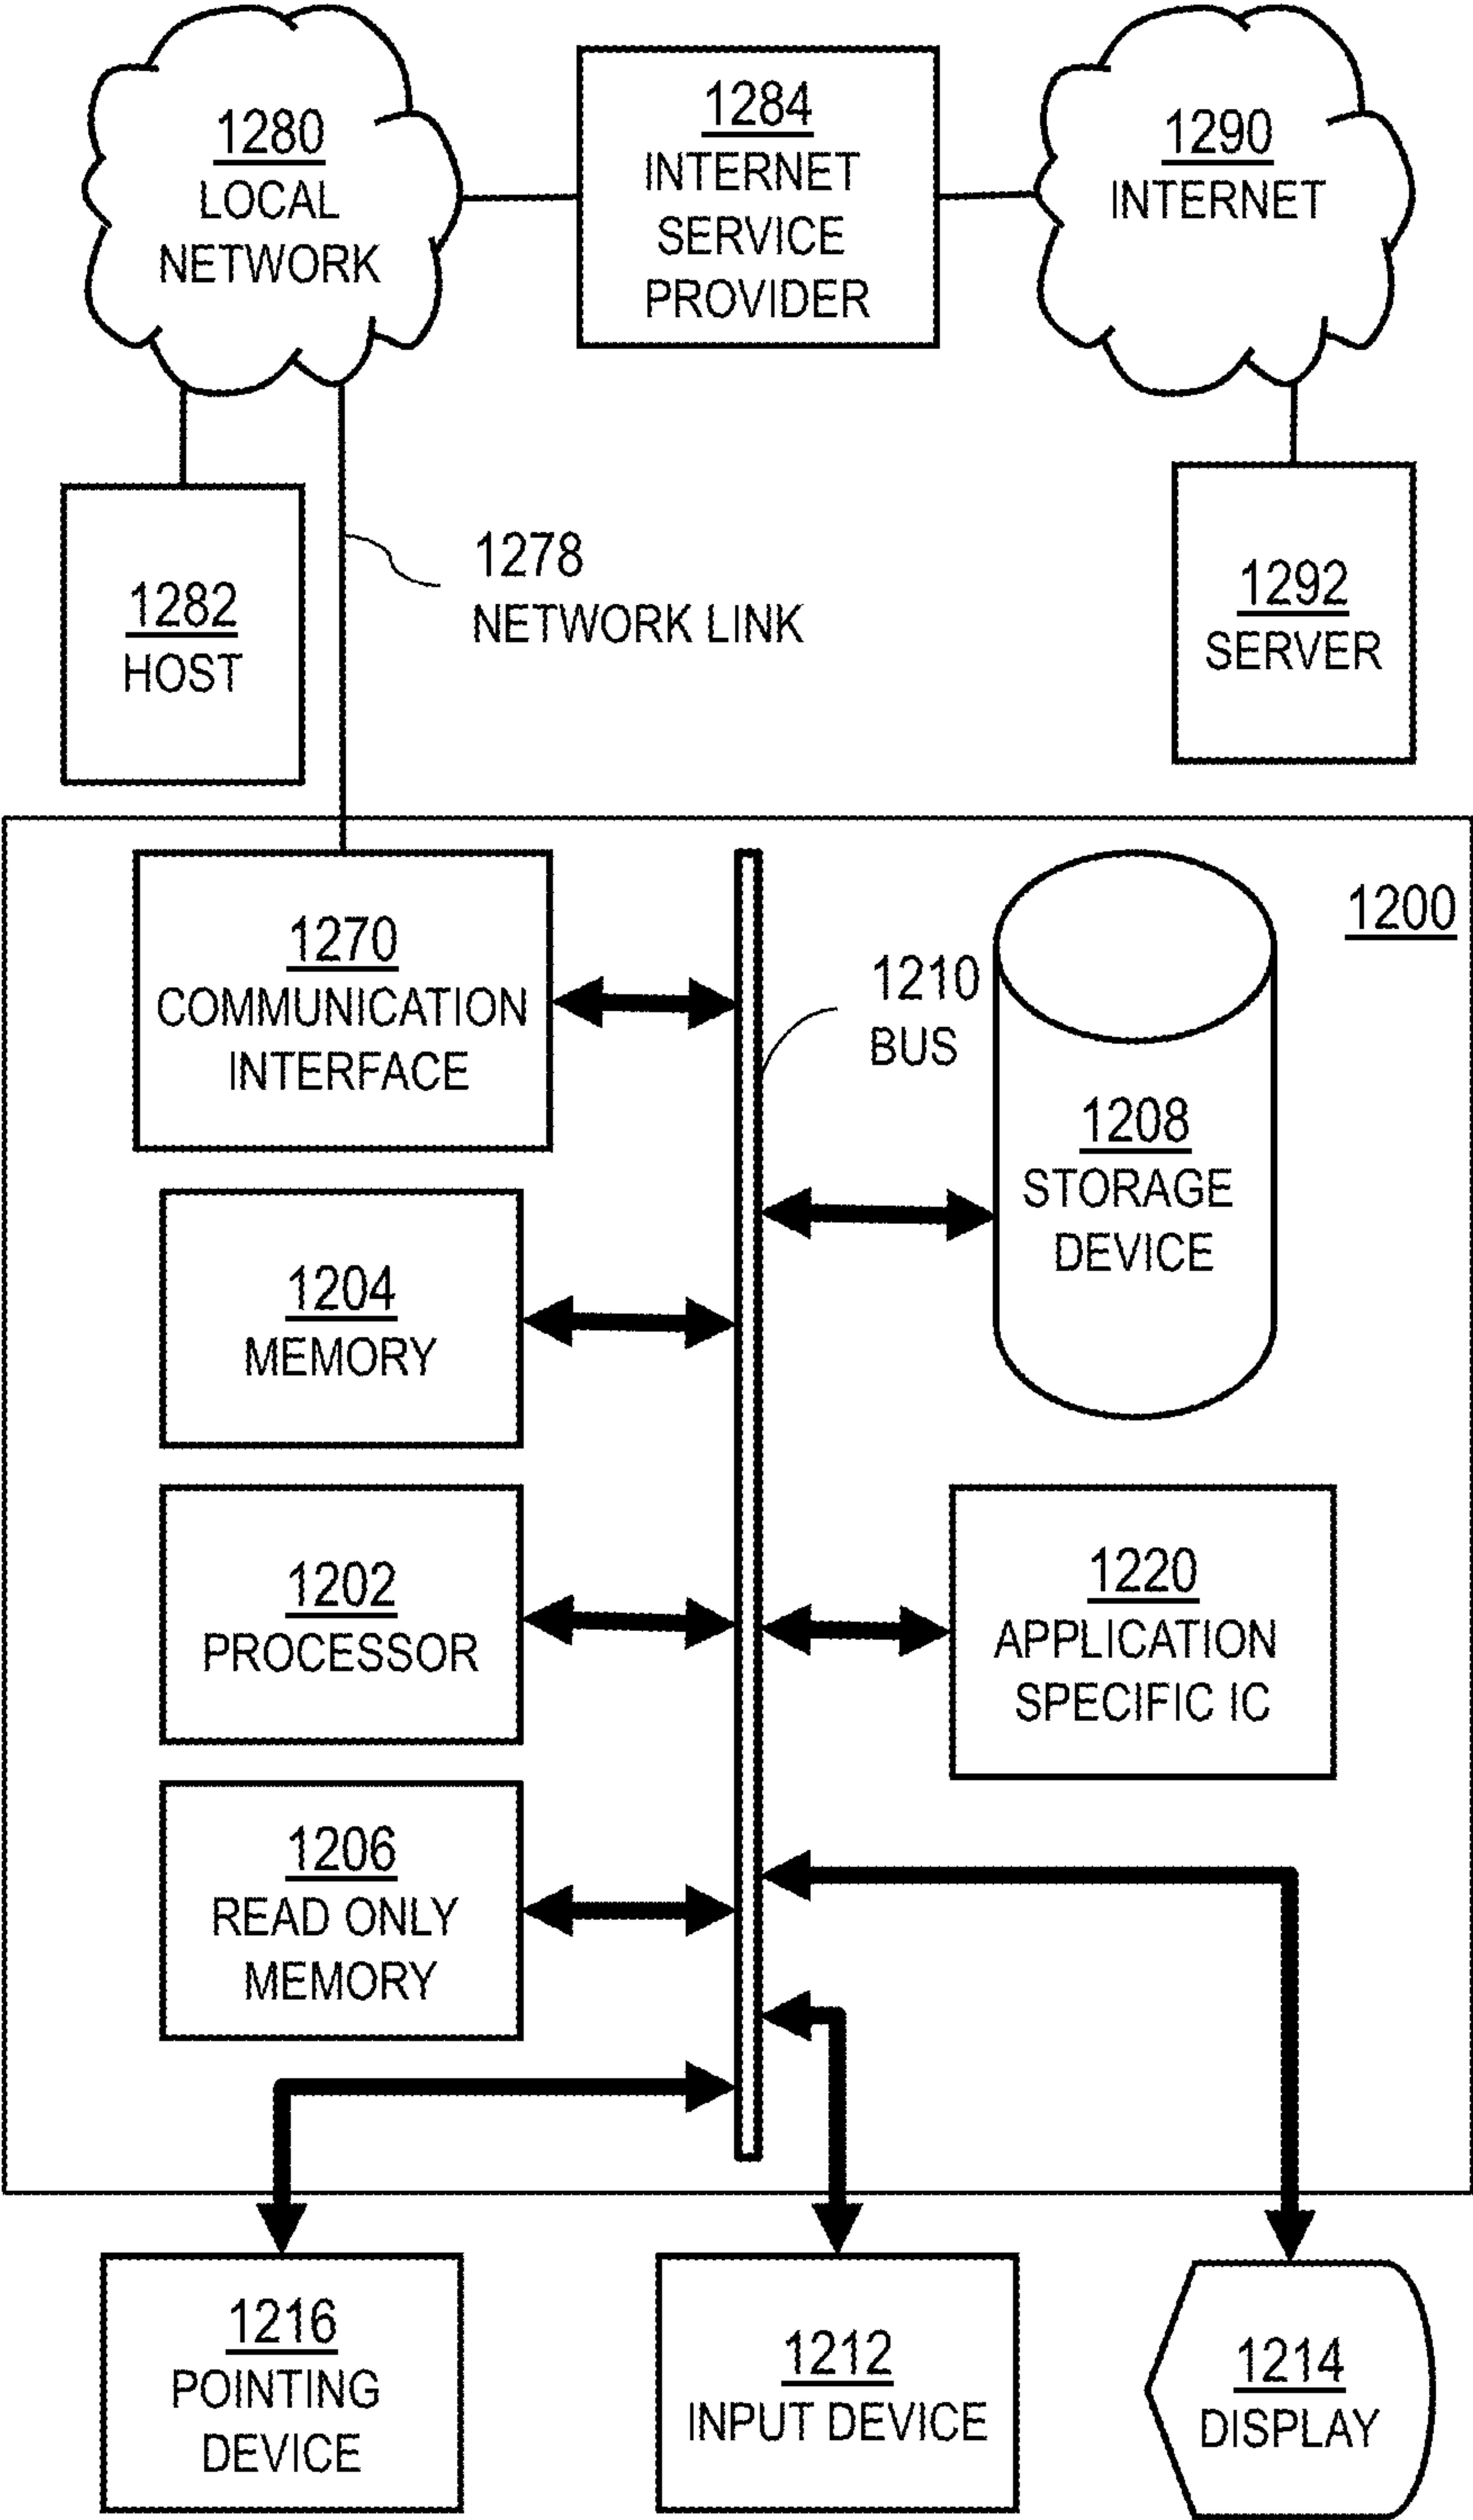 1280
LOCAL
NETWORK
1284
INTERNET
SERVICE
PROVIDER
1290
INTERNET
1282
HOST
1278
NETWORK LINK
1292
SERVER
1200
1270
COMMUNICATION
INTERFACE
1210
BUS
1208
STORAGE
DEVICE
1204
MEMORY
1202
PROCESSOR
1220
APPLICATION
SPECIFIC IC
1206
READ ONLY
MEMORY
1216
POINTING
DEVICE
1212
INPUT DEVICE
1214
DISPLAY